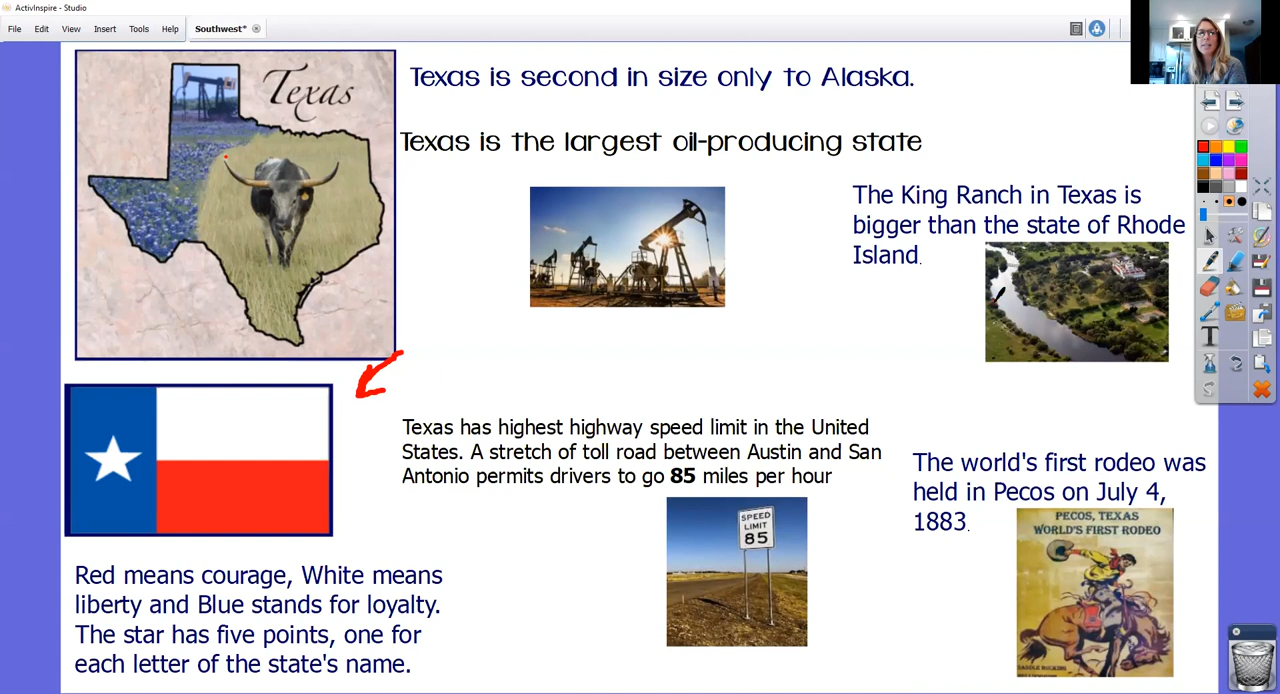 ActivInspire - Studio
File Edit View Insert Tools Help Southwest*
Texas
Texas is second in size only to Alaska.
Texas is the largest oil-producing state
The King Ranch in Texas is
bigger than the state of Rhode
Island.
Texas has highest highway speed limit in the United
States. A stretch of toll road between Austin and San
Antonio permits drivers to go 85 miles per hour
SPEED
LIMIT
85
The world's first rodeo was
held in Pecos on July 4,
1883.
PECOS, TEXAS
WORLD'S FIRST RODEO
Red means courage, White means
liberty and Blue stands for loyalty.
The star has five points, one for
each letter of the state's name.
T